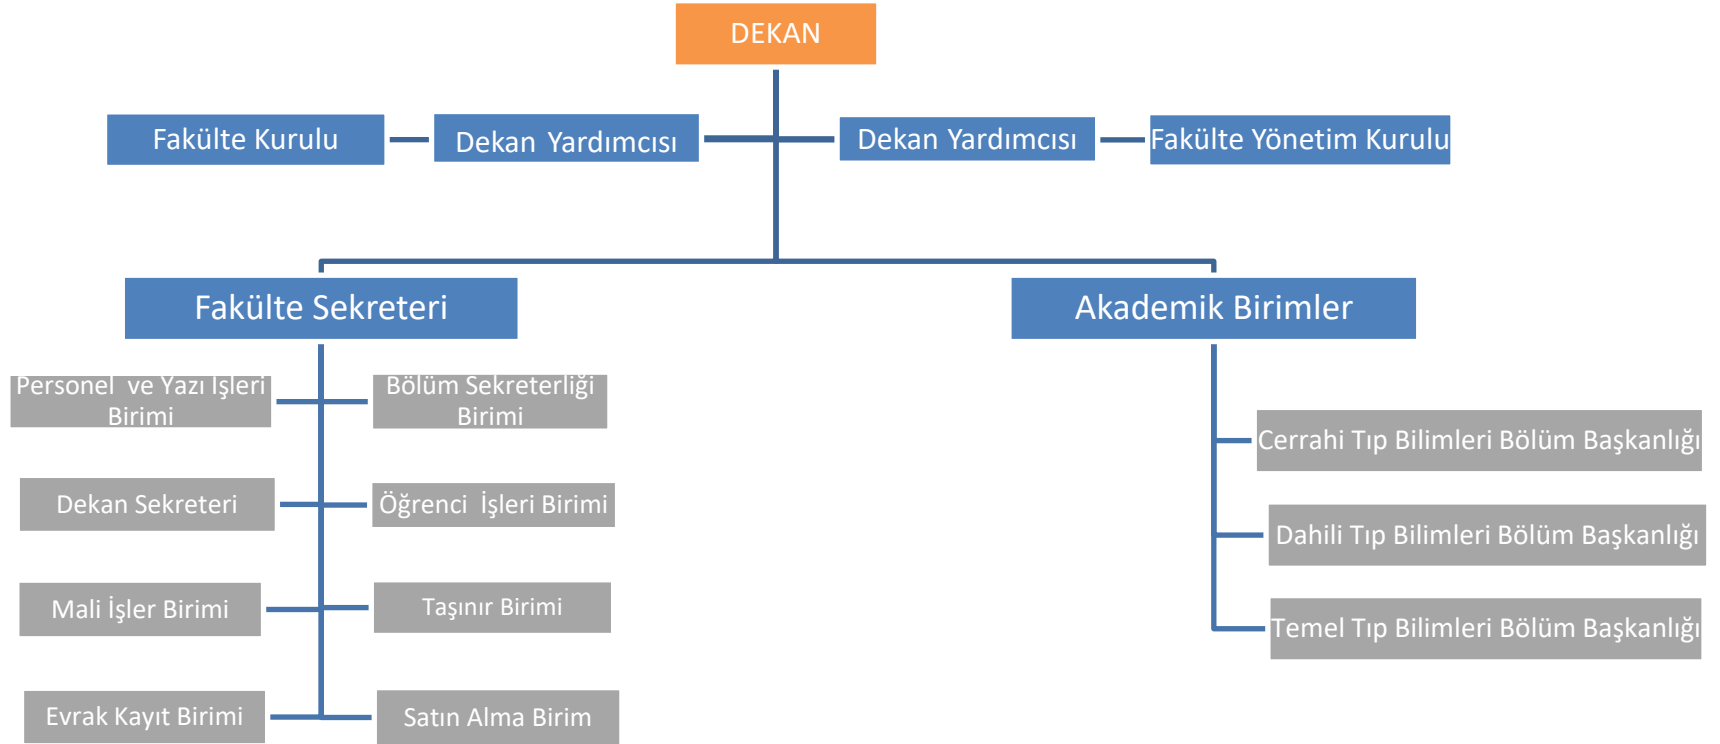 DEKAN
Fakülte Kurulu
Dekan Yardımcısı
Dekan Yardımcısı
Fakülte Yönetim Kurulu
Fakülte Sekreteri
Akademik Birimler
Personel ve Yazı İşleri
Birimi
Bölüm Sekreterliği
Birimi
Dekan Sekreteri
Öğrenci İşleri Birimi
Mali İşler Birimi
Taşınır Birimi
Evrak Kayıt Birimi
Satın Alma Birim
Cerrahi Tıp Bilimleri Bölüm Başkanlığı
Dahili Tıp Bilimleri Bölüm Başkanlığı
Temel Tıp Bilimleri Bölüm Başkanlığı